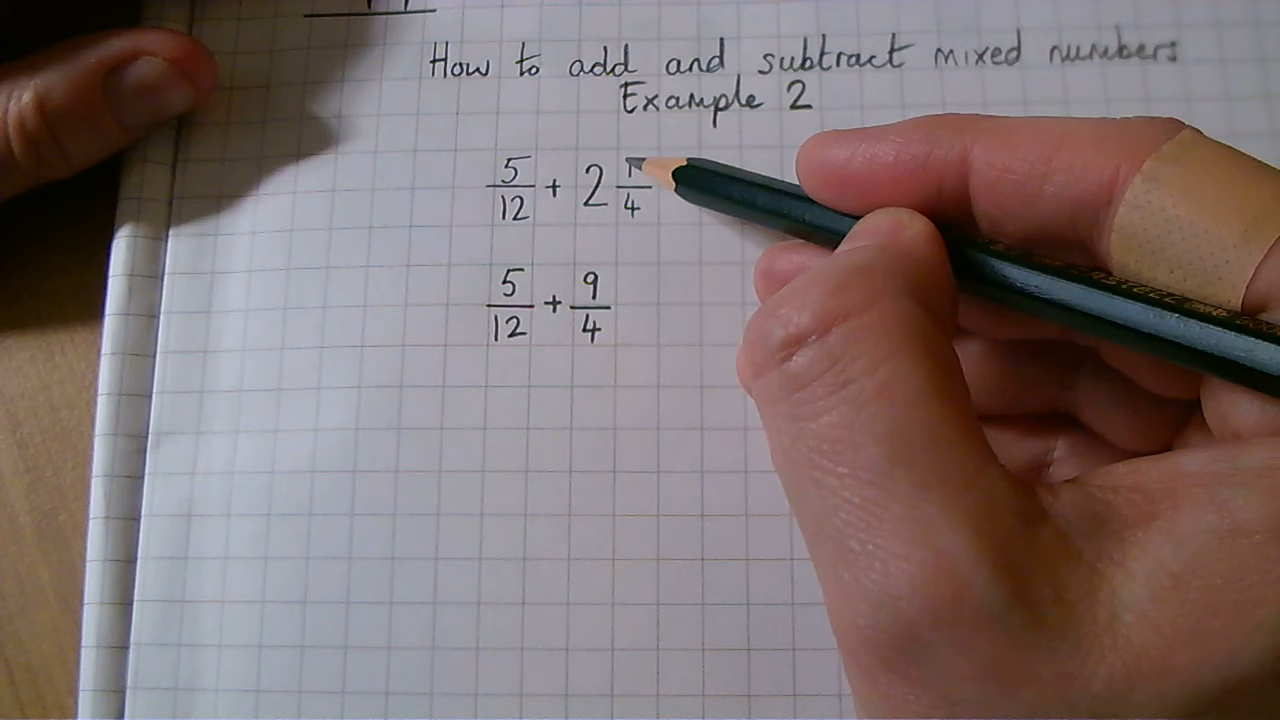 How to add and subtract mixed numbers
Example 2
5/12 + 2 1/4
5/12 + 9/4